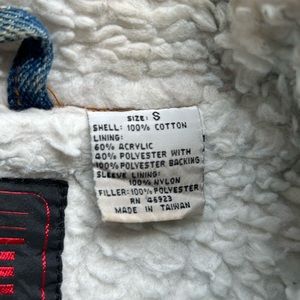 SIZE: S
SHELL: 100% COTTON
LINING:
60% ACRYLIC
40% POLYESTER WITH
100% POLYESTER BACKING
SLEEVE LINING:
100% NYLON
FILLER: 100% POLYESTER
RN 46923
MADE IN TAIWAN